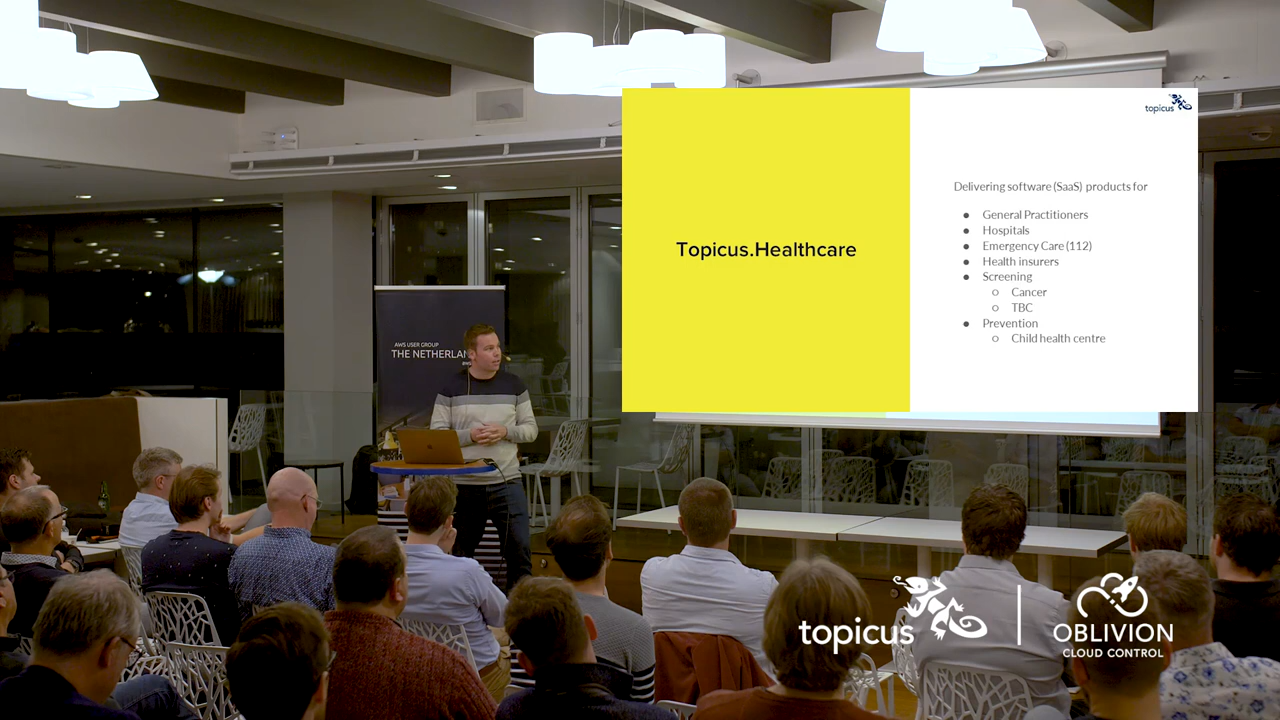 topicus
Delivering software (SaaS) products for
● General Practitioners
● Hospitals
● Emergency Care (112)
● Health insurers
● Screening
○ Cancer
○ TBC
● Prevention
○ Child health centre
Topicus.Healthcare
AWS USER GROUP
THE NETHERLA
topicus
OBLIVION
CLOUD CONTROL